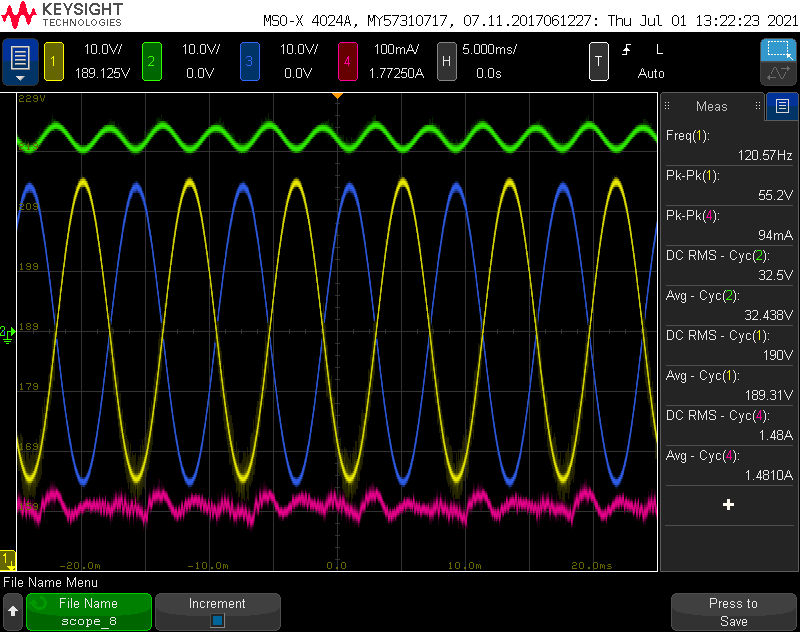 KEYSIGHT
TECHNOLOGIES
MSO-X 4024A, MY57310717, 07.11.2017061227: Thu Jul 01 13:22:23 2021
1 10.0V/ 2 10.0V/ 3 10.0V/ 4 100mA/ H 5.000ms/ T L
189.125V 0.0V 0.0V 1.77250A 0.0s Auto
229V
209
199
189
179
169
159
2
1
-20.0m -10.0m 0.0 10.0m 20.0ms
Meas
Freq(1):
120.57Hz
Pk-Pk(1):
55.2V
Pk-Pk(4):
94mA
DC RMS - Cyc(2):
32.5V
Avg - Cyc(2):
32.438V
DC RMS - Cyc(1):
190V
Avg - Cyc(1):
189.31V
DC RMS - Cyc(4):
1.48A
Avg - Cyc(4):
1.4810A
File Name Menu
File Name
scope_8
Increment
Press to
Save